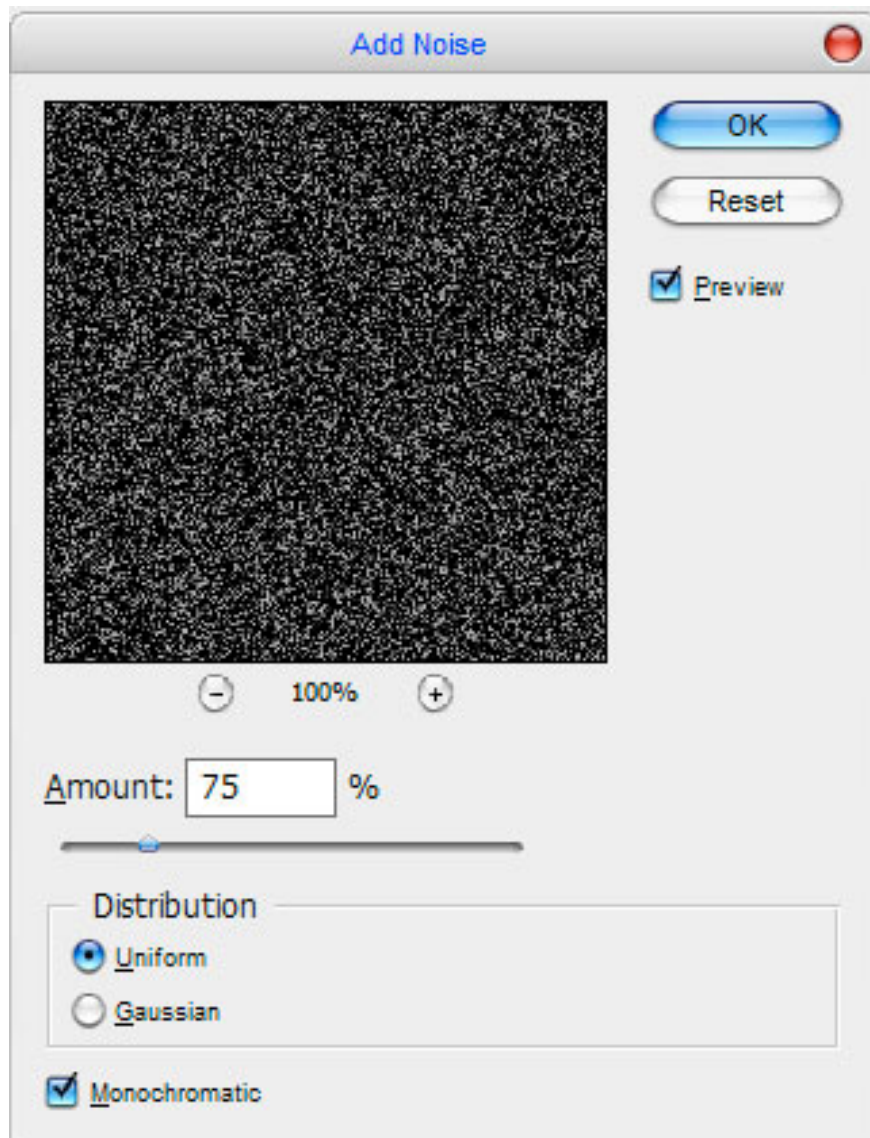 Add Noise
OK
Reset
Preview
100%
Amount: 75 %
Distribution
Uniform
Gaussian
Monochromatic